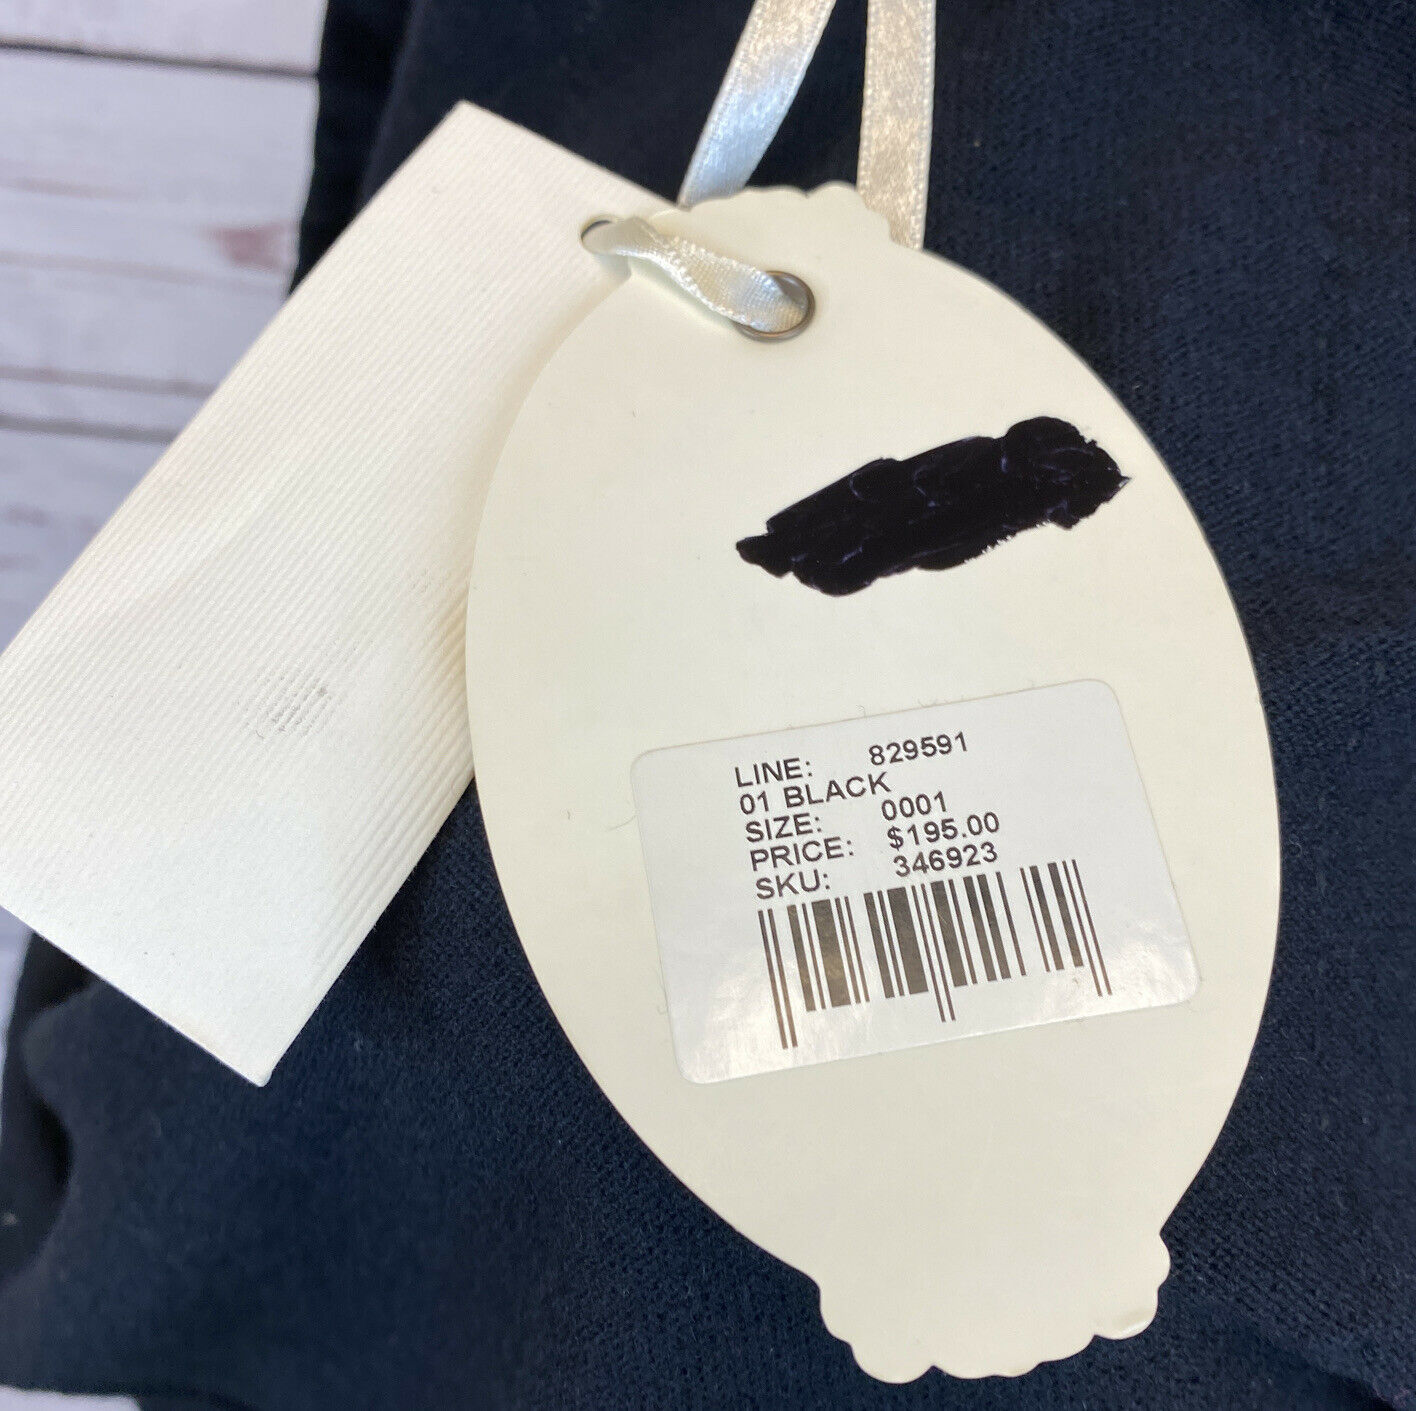 LINE: 829591
01 BLACK
SIZE: 0001
PRICE: $195.00
SKU: 346923